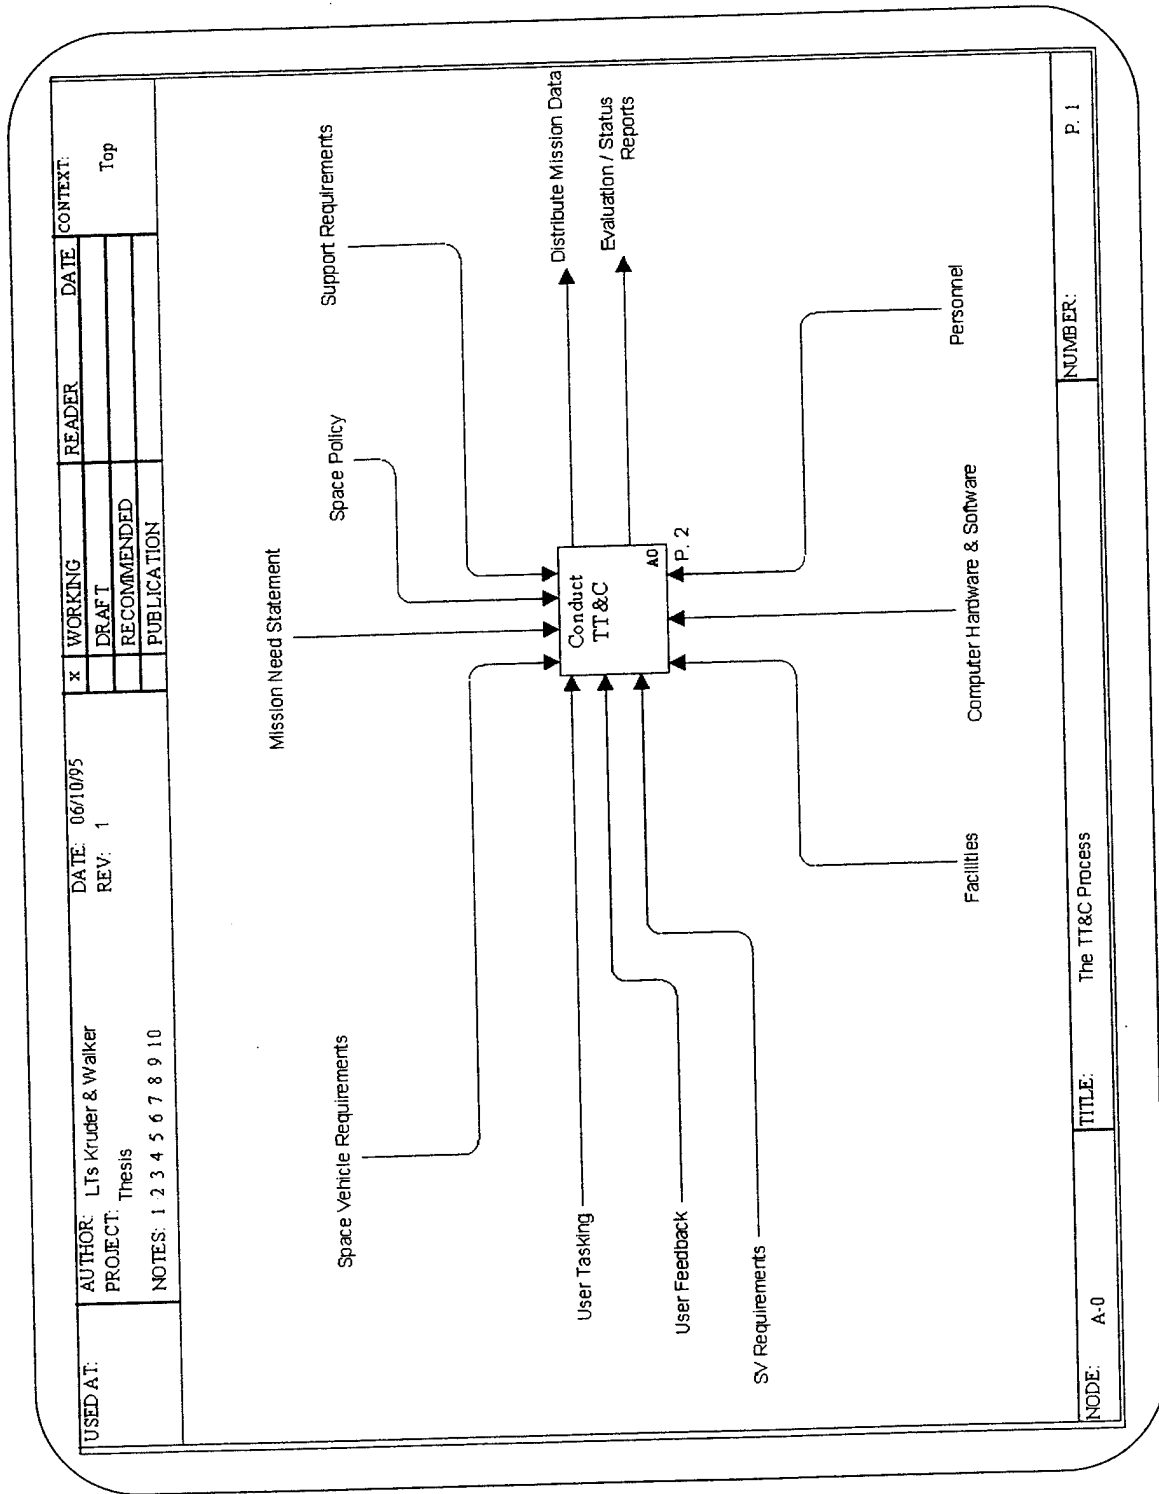 USED AT:
AUTHOR: LTs Kruder & Walker
PROJECT: Thesis
NOTES: 1 2 3 4 5 6 7 8 9 10
DATE: 06/10/95
REV: 1
x WORKING
DRAFT
RECOMMENDED
PUBLICATION
READER DATE
CONTEXT:
Top
Space Vehicle Requirements
Mission Need Statement
Space Policy
Support Requirements
User Tasking
User Feedback
SV Requirements
Conduct
TT&C
A0
P. 2
Distribute Mission Data
Evaluation / Status
Reports
Facilities
Computer Hardware & Software
Personnel
NODE: A-0
TITLE: The TT&C Process
NUMBER: P. 1